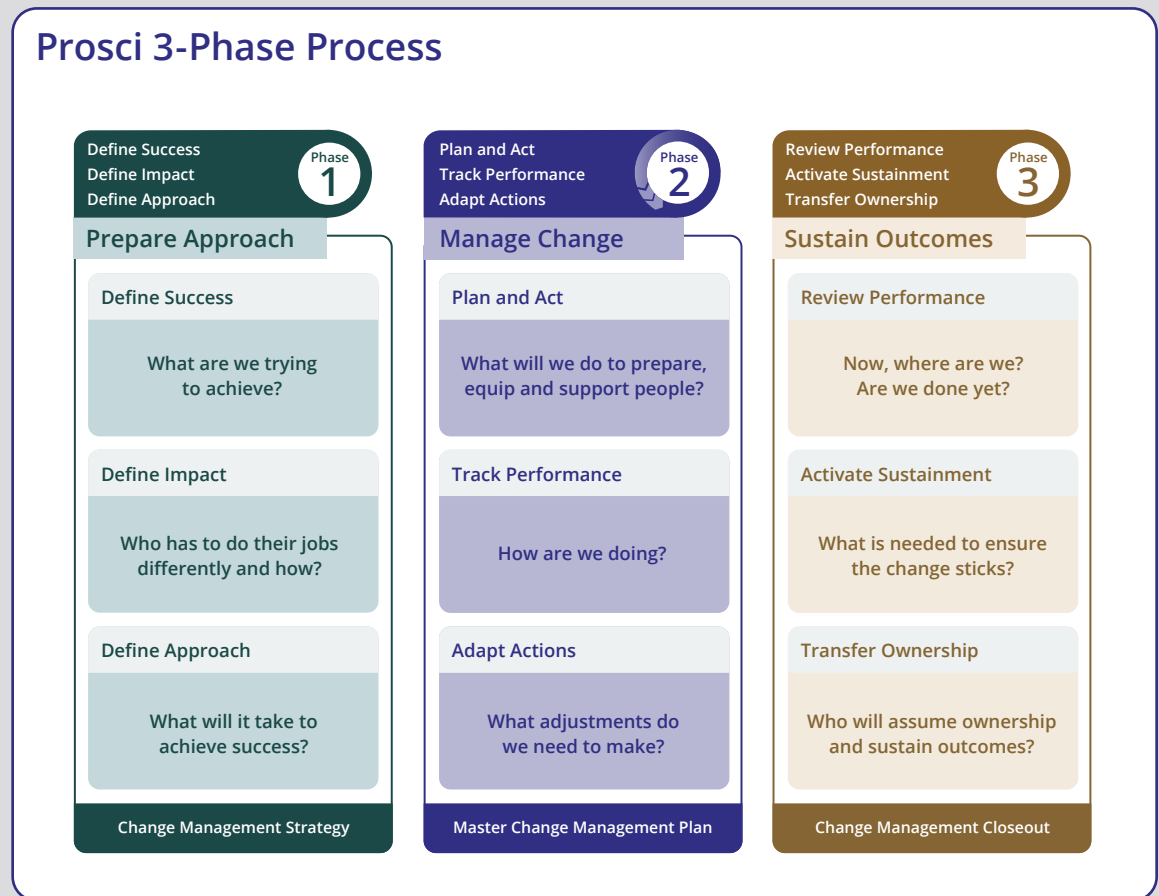 Prosci 3-Phase Process
Define Success
Define Impact
Define Approach
Phase
1
Prepare Approach
Define Success
What are we trying
to achieve?
Define Impact
Who has to do their jobs
differently and how?
Define Approach
What will it take to
achieve success?
Change Management Strategy
Plan and Act
Track Performance
Adapt Actions
Phase
2
Manage Change
Plan and Act
What will we do to prepare,
equip and support people?
Track Performance
How are we doing?
Adapt Actions
What adjustments do
we need to make?
Master Change Management Plan
Review Performance
Activate Sustainment
Transfer Ownership
Phase
3
Sustain Outcomes
Review Performance
Now, where are we?
Are we done yet?
Activate Sustainment
What is needed to ensure
the change sticks?
Transfer Ownership
Who will assume ownership
and sustain outcomes?
Change Management Closeout